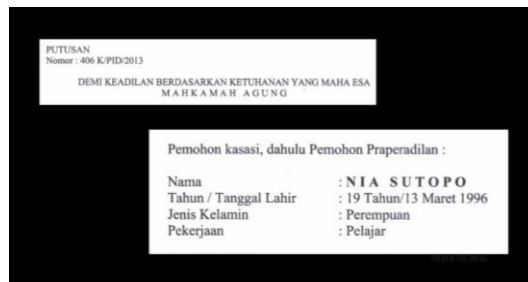 PUTUSAN
Nomor : 406 K/PID/2013
DEMI KEADILAN BERDASARKAN KETUHANAN YANG MAHA ESA
MAHKAMAH AGUNG
Pemohon kasasi, dahulu Pemohon Praperadilan :
Nama : NIA SUTOPO
Tahun / Tanggal Lahir : 19 Tahun/13 Maret 1996
Jenis Kelamin : Perempuan
Pekerjaan : Pelajar